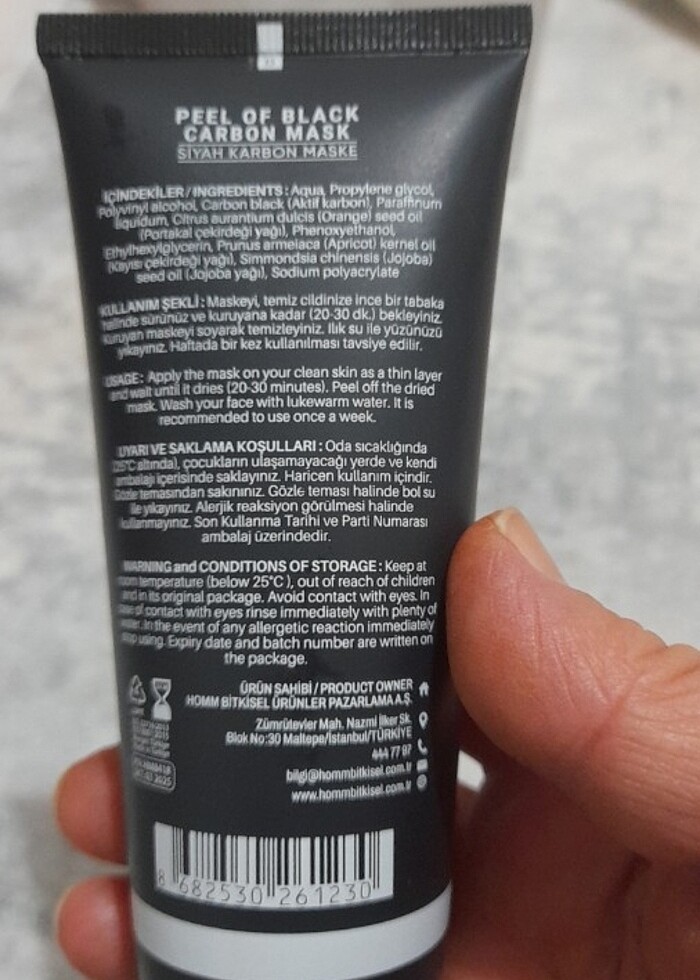 PEEL OF BLACK
CARBON MASK
SİYAH KARBON MASKE
İÇİNDEKİLER / INGREDIENTS : Aqua, Propylene glycol,
Polyvinyl alcohol, Carbon black (Aktif karbon), Paraffinum
liquidum, Citrus aurantium dulcis (Orange) seed oil
(Portakal çekirdeği yağı), Phenoxyethanol,
Ethylhexylglycerin, Prunus armeiaca (Apricot) kernel oil
(Kayısı çekirdeği yağı), Simmondsia chinensis (Jojoba)
seed oil (Jojoba yağı), Sodium polyacrylate
KULLANIM ŞEKLİ : Maskeyi, temiz cildinize ince bir tabaka
halinde sürünüz ve kuruyana kadar (20-30 dk.) bekleyiniz.
Kuruyan maskeyi soyarak temizleyiniz. Ilık su ile yüzünüzü
yıkayınız. Haftada bir kez kullanılması tavsiye edilir.
USAGE : Apply the mask on your clean skin as a thin layer
and wait until it dries (20-30 minutes). Peel off the dried
mask. Wash your face with lukewarm water. It is
recommended to use once a week.
UYARI VE SAKLAMA KOŞULLARI : Oda sıcaklığında
(25°C altında), çocukların ulaşamayacağı yerde ve kendi
ambalajı içerisinde saklayınız. Haricen kullanım içindir.
Gözle temasından sakınınız. Gözle teması halinde bol su
ile yıkayınız. Alerjik reaksiyon görülmesi halinde
kullanmayınız. Son Kullanma Tarihi ve Parti Numarası
ambalaj üzerindedir.
WARNING and CONDITIONS OF STORAGE : Keep at
room temperature (below 25°C ), out of reach of children
and in its original package. Avoid contact with eyes. In
case of contact with eyes rinse immediately with plenty of
water. In the event of any allergetic reaction immediately
stop using. Expiry date and batch number are written on
the package.
ÜRÜN SAHİBİ / PRODUCT OWNER
HOMM BİTKİSEL ÜRÜNLER PAZARLAMA A.Ş.
Zümrütevler Mah. Nazmi İlker Sk.
Blok No:30 Maltepe/İstanbul/TÜRKİYE
444 77 97
bilgi@hommbitkisel.com.tr
www.hommbitkisel.com.tr
8 682530 261230